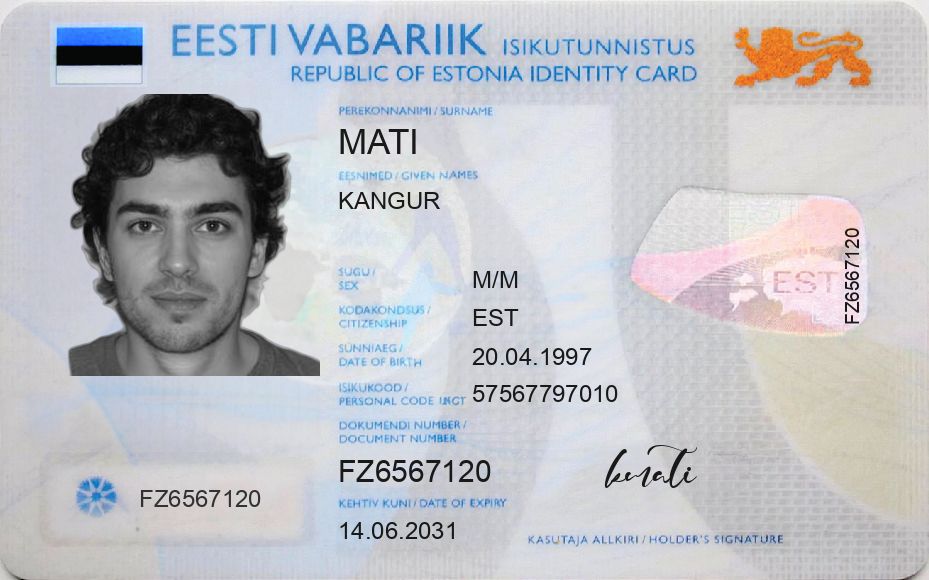 EESTI VABARIIK ISIKUTUNNISTUS
REPUBLIC OF ESTONIA IDENTITY CARD
PEREKONNANIMI / SURNAME
MATI
EESNIMED / GIVEN NAMES
KANGUR
SUGU /
SEX
M/M
KODAKONDSUS /
CITIZENSHIP
EST
SÜNNIAEG /
DATE OF BIRTH
20.04.1997
ISIKUKOOD /
PERSONAL CODE
57567797010
DOKUMENDI NUMBER /
DOCUMENT NUMBER
FZ6567120
KEHTIV KUNI / DATE OF EXPIRY
14.06.2031
FZ6567120
EST
FZ6567120
KASUTAJA ALLKIRI / HOLDER'S SIGNATURE